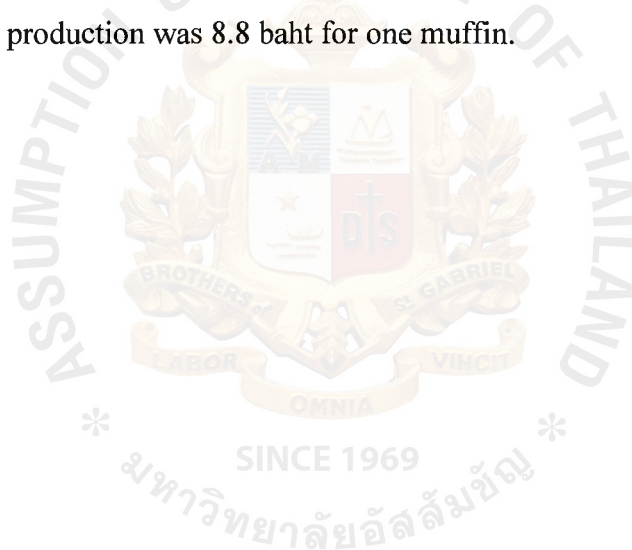 production was 8.8 baht for one muffin.
ASSUMPTION
OF THAILAND
A M
D S
BROTHERS of
ST GABRIEL
LABOR
VINCIT
OMNIA
* SINCE 1969 *
มหาวิทยาลัยอัสสัมชัญ